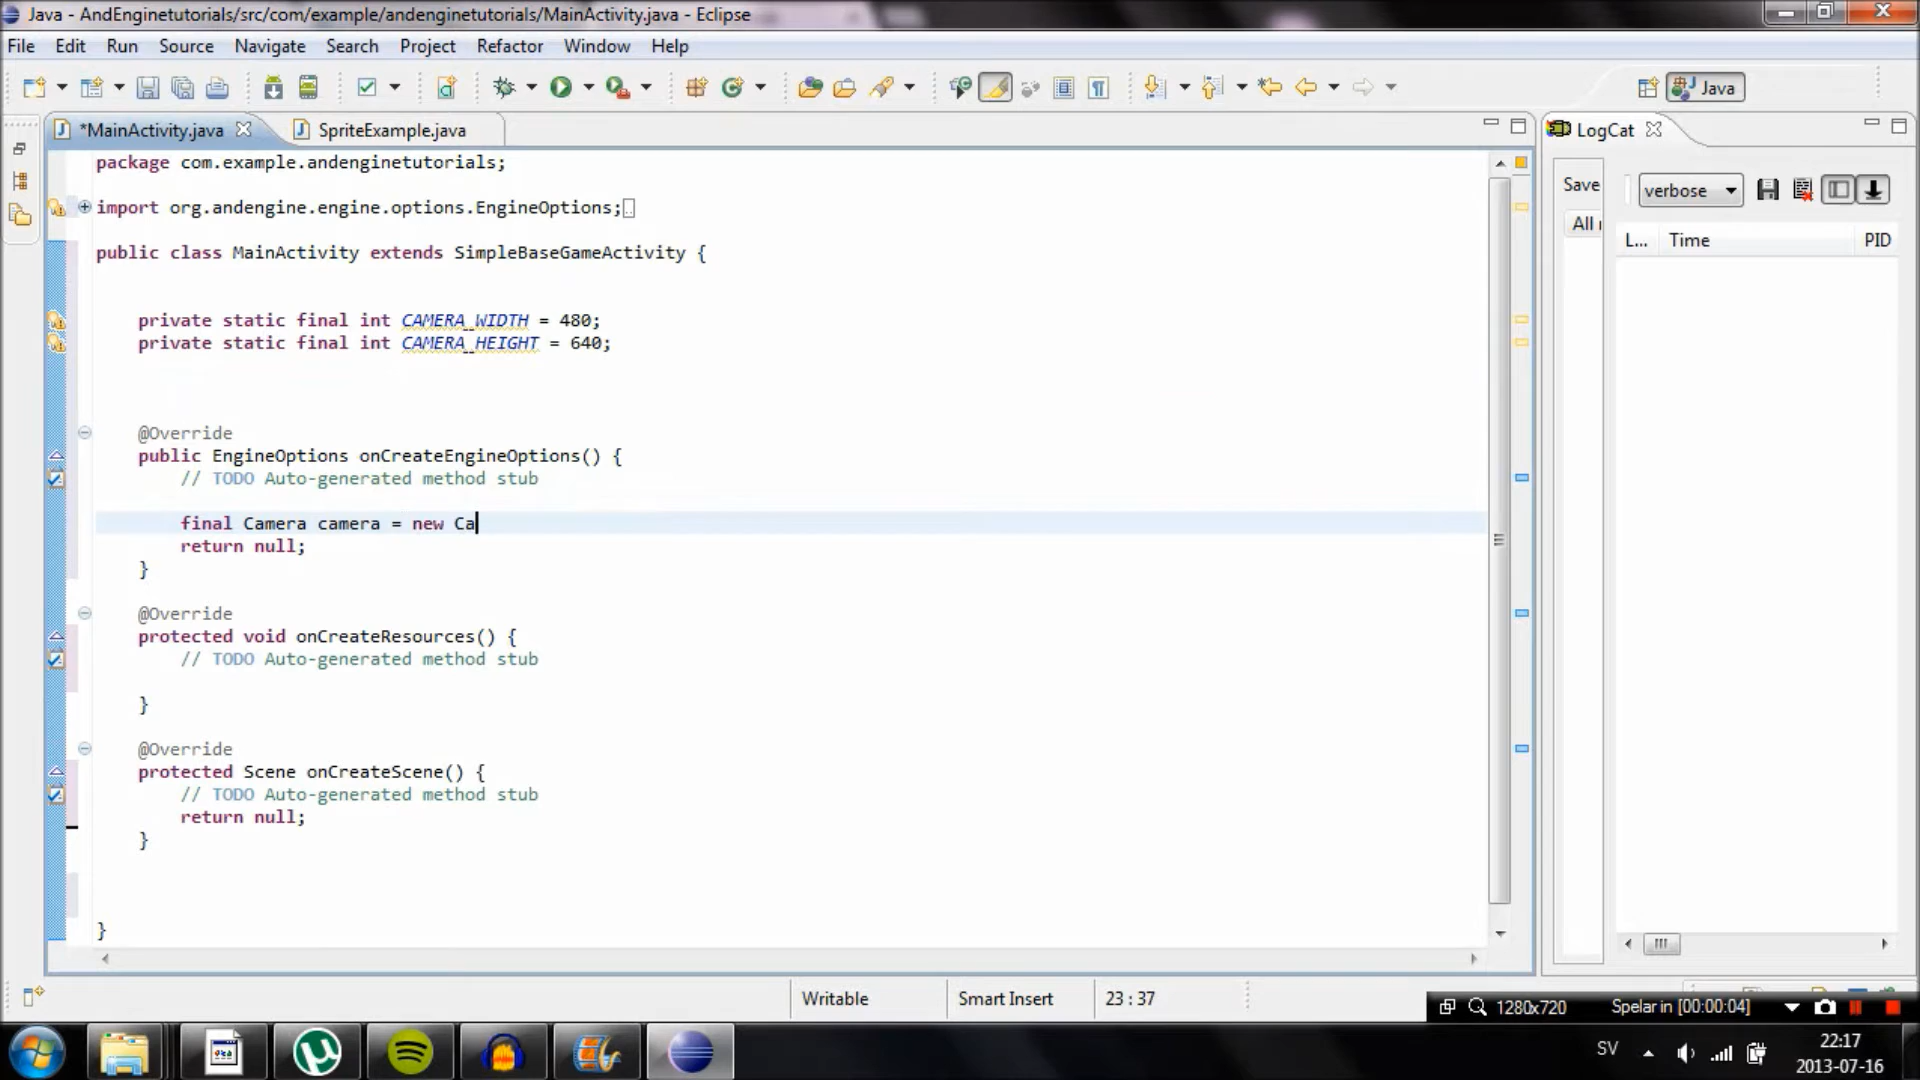 Java - AndEnginetutorials/src/com/example/andenginetutorials/MainActivity.java - Eclipse
File Edit Run Source Navigate Search Project Refactor Window Help
Java
*MainActivity.java
SpriteExample.java
LogCat
package com.example.andenginetutorials;
import org.andengine.engine.options.EngineOptions;
public class MainActivity extends SimpleBaseGameActivity {
private static final int CAMERA_WIDTH = 480;
private static final int CAMERA_HEIGHT = 640;
@Override
public EngineOptions onCreateEngineOptions() {
// TODO Auto-generated method stub
final Camera camera = new Ca
return null;
}
@Override
protected void onCreateResources() {
// TODO Auto-generated method stub
}
@Override
protected Scene onCreateScene() {
// TODO Auto-generated method stub
return null;
}
}
Save
verbose
All
L... Time PID
Writable
Smart Insert
23 : 37
1280x720
Spelar in [00:00:04]
SV
22:17
2013-07-16